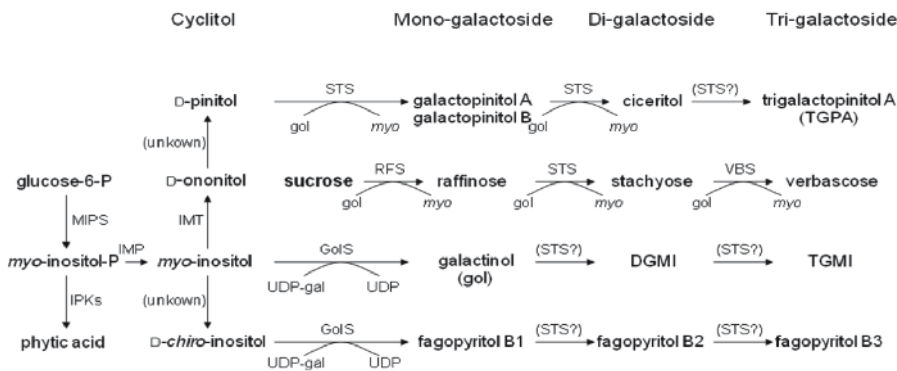 Cyclitol Mono-galactoside Di-galactoside Tri-galactoside
D-pinitol STS galactopinitol A STS ciceritol (STS?) trigalactopinitol A
gol myo galactopinitol B gol myo (TGPA)
(unkown)
glucose-6-P D-ononitol sucrose RFS raffinose STS stachyose VBS verbascose
gol myo gol myo gol myo
MIPS IMT
myo-inositol-P IMP myo-inositol GolS galactinol (STS?) DGMI (STS?) TGMI
UDP-gal UDP (gol)
IPKs (unkown)
phytic acid D-chiro-inositol GolS fagopyritol B1 (STS?) fagopyritol B2 (STS?) fagopyritol B3
UDP-gal UDP